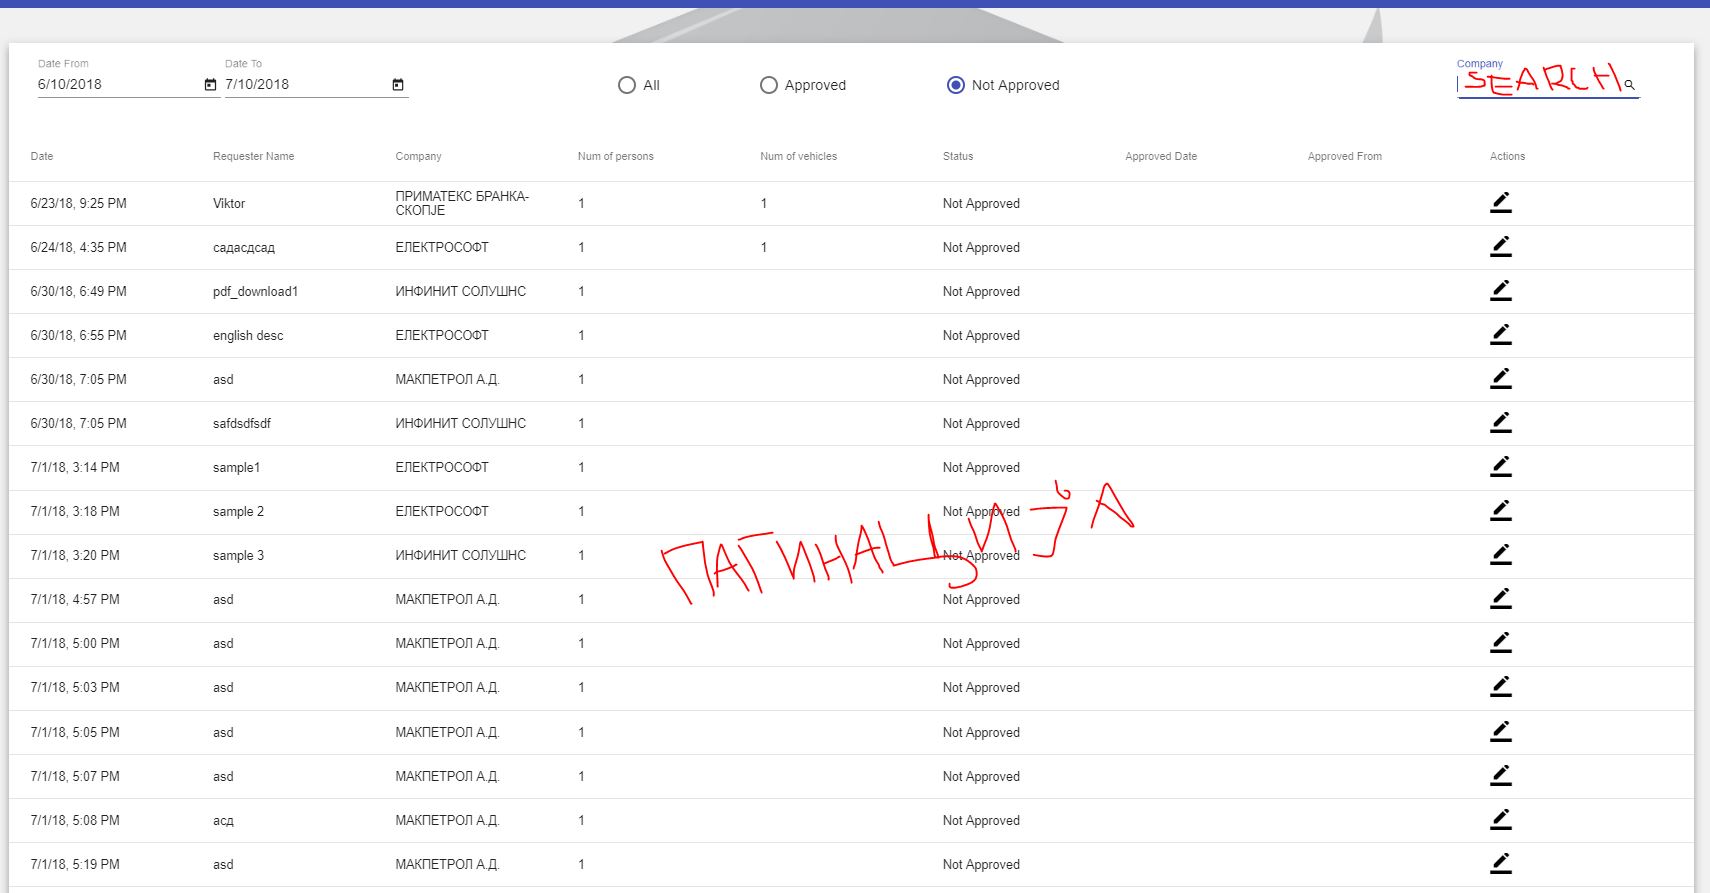 Date From Date To Company
6/10/2018 7/10/2018 All Approved Not Approved SEARCH
Date Requester Name Company Num of persons Num of vehicles Status Approved Date Approved From Actions
6/23/18, 9:25 PM Viktor ПРИМАТЕКС БРАНКА- 1 1 Not Approved
СКОПЈЕ
6/24/18, 4:35 PM садасдсад ЕЛЕКТРОСОФТ 1 1 Not Approved
6/30/18, 6:49 PM pdf_download1 ИНФИНИТ СОЛУШНС 1 Not Approved
6/30/18, 6:55 PM english desc ЕЛЕКТРОСОФТ 1 Not Approved
6/30/18, 7:05 PM asd МАКПЕТРОЛ А.Д. 1 Not Approved
6/30/18, 7:05 PM safdsdfsdf ИНФИНИТ СОЛУШНС 1 Not Approved
7/1/18, 3:14 PM sample1 ЕЛЕКТРОСОФТ 1 Not Approved
7/1/18, 3:18 PM sample 2 ЕЛЕКТРОСОФТ 1 Not Approved
ПАГИНАЦИЈА
7/1/18, 3:20 PM sample 3 ИНФИНИТ СОЛУШНС 1 Not Approved
7/1/18, 4:57 PM asd МАКПЕТРОЛ А.Д. 1 Not Approved
7/1/18, 5:00 PM asd МАКПЕТРОЛ А.Д. 1 Not Approved
7/1/18, 5:03 PM asd МАКПЕТРОЛ А.Д. 1 Not Approved
7/1/18, 5:05 PM asd МАКПЕТРОЛ А.Д. 1 Not Approved
7/1/18, 5:07 PM asd МАКПЕТРОЛ А.Д. 1 Not Approved
7/1/18, 5:08 PM асд МАКПЕТРОЛ А.Д. 1 Not Approved
7/1/18, 5:19 PM asd МАКПЕТРОЛ А.Д. 1 Not Approved